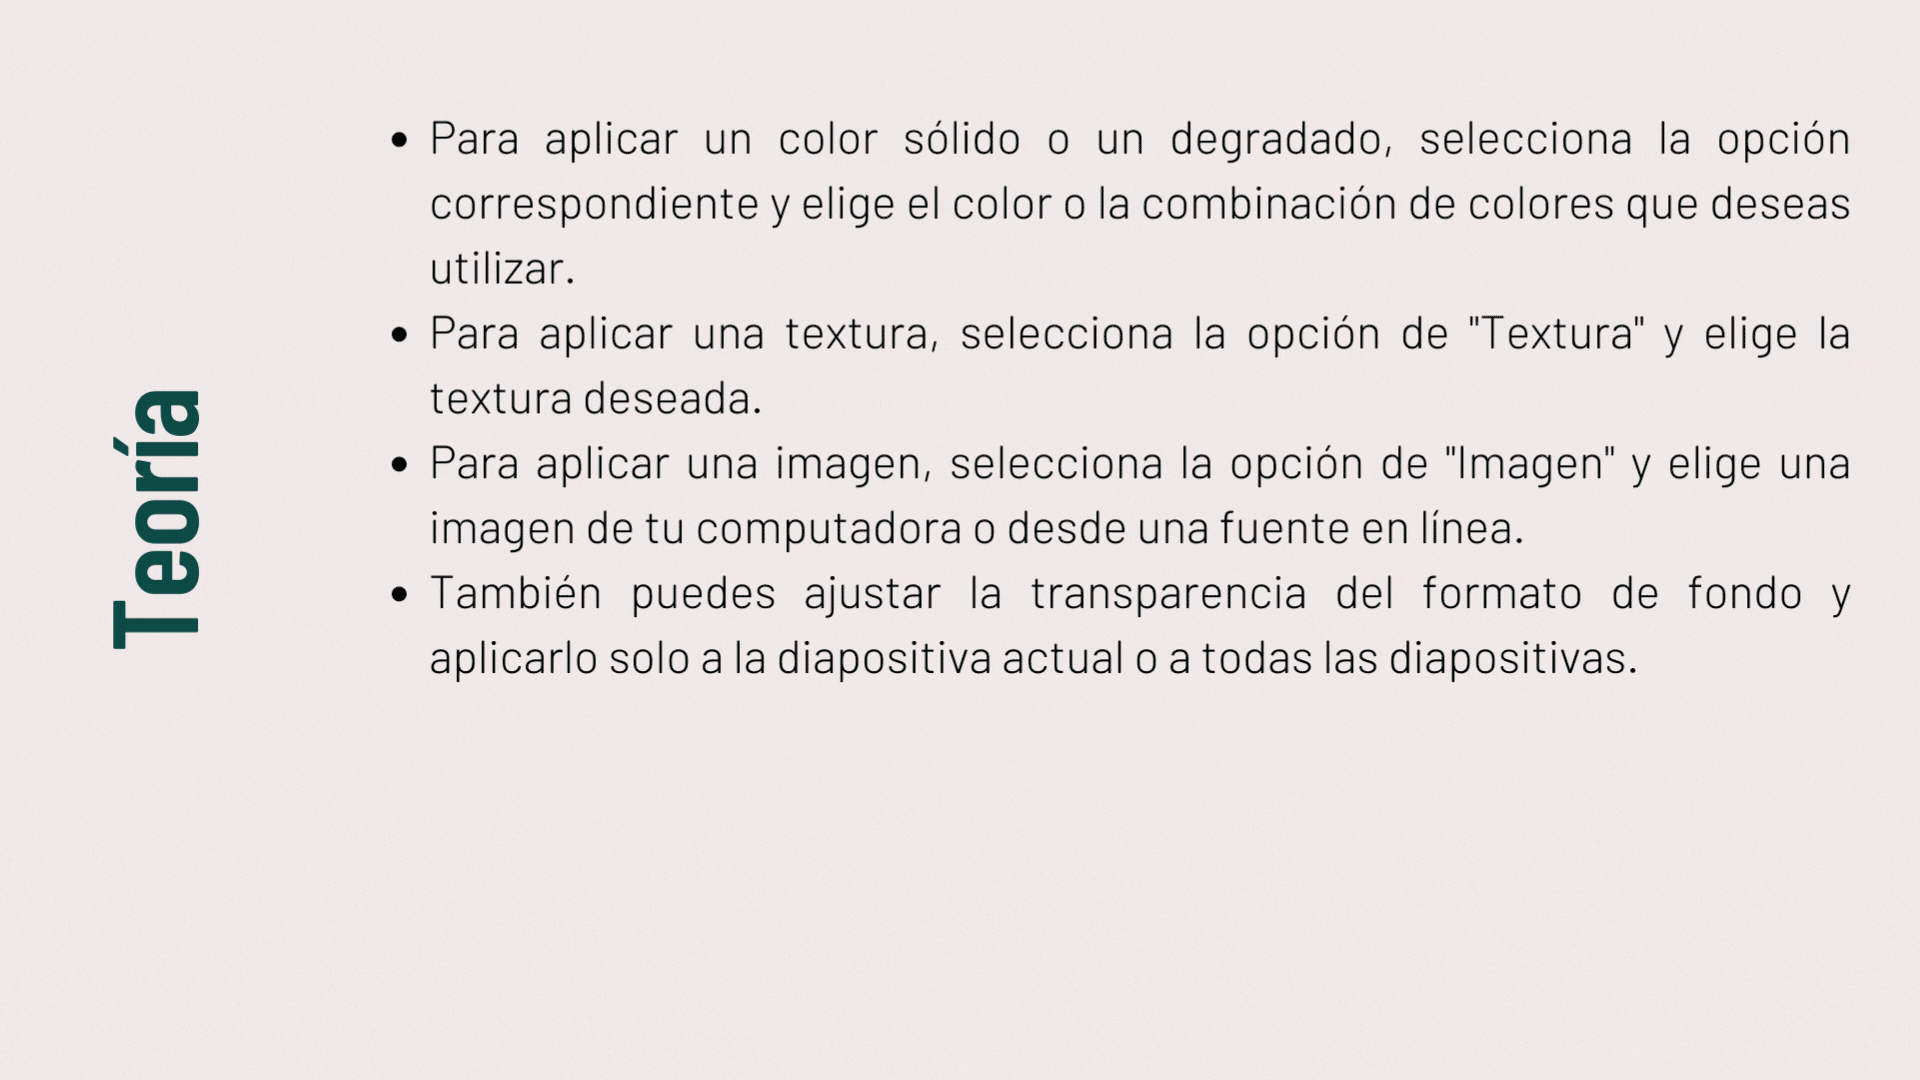 Teoría
Para aplicar un color sólido o un degradado, selecciona la opción
correspondiente y elige el color o la combinación de colores que deseas
utilizar.
Para aplicar una textura, selecciona la opción de "Textura" y elige la
textura deseada.
Para aplicar una imagen, selecciona la opción de "Imagen" y elige una
imagen de tu computadora o desde una fuente en línea.
También puedes ajustar la transparencia del formato de fondo y
aplicarlo solo a la diapositiva actual o a todas las diapositivas.